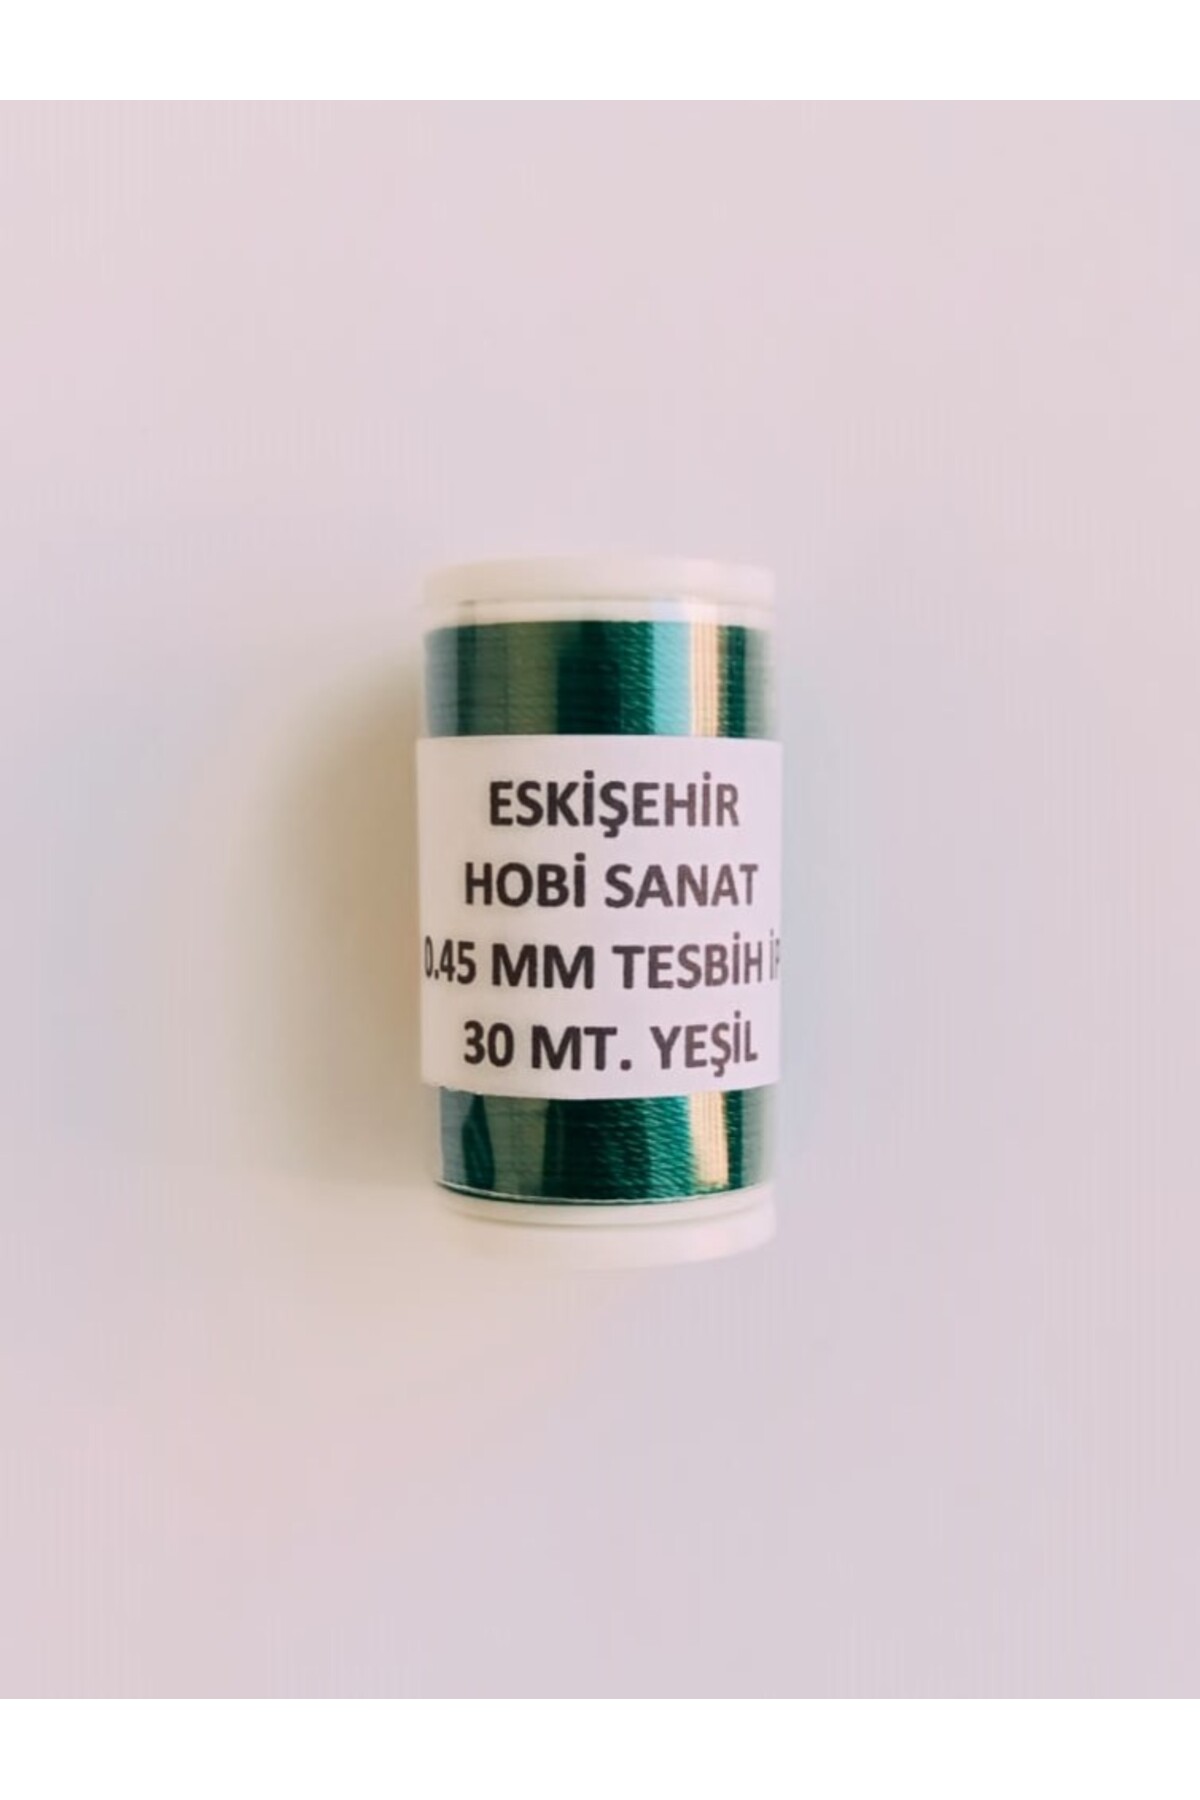 ESKİŞEHİR
HOBİ SANAT
0.45 MM TESBİH
30 MT. YEŞİL